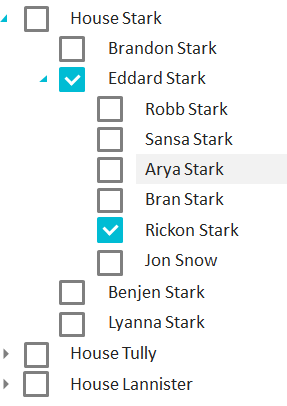 House Stark
Brandon Stark
Eddard Stark
Robb Stark
Sansa Stark
Arya Stark
Bran Stark
Rickon Stark
Jon Snow
Benjen Stark
Lyanna Stark
House Tully
House Lannister